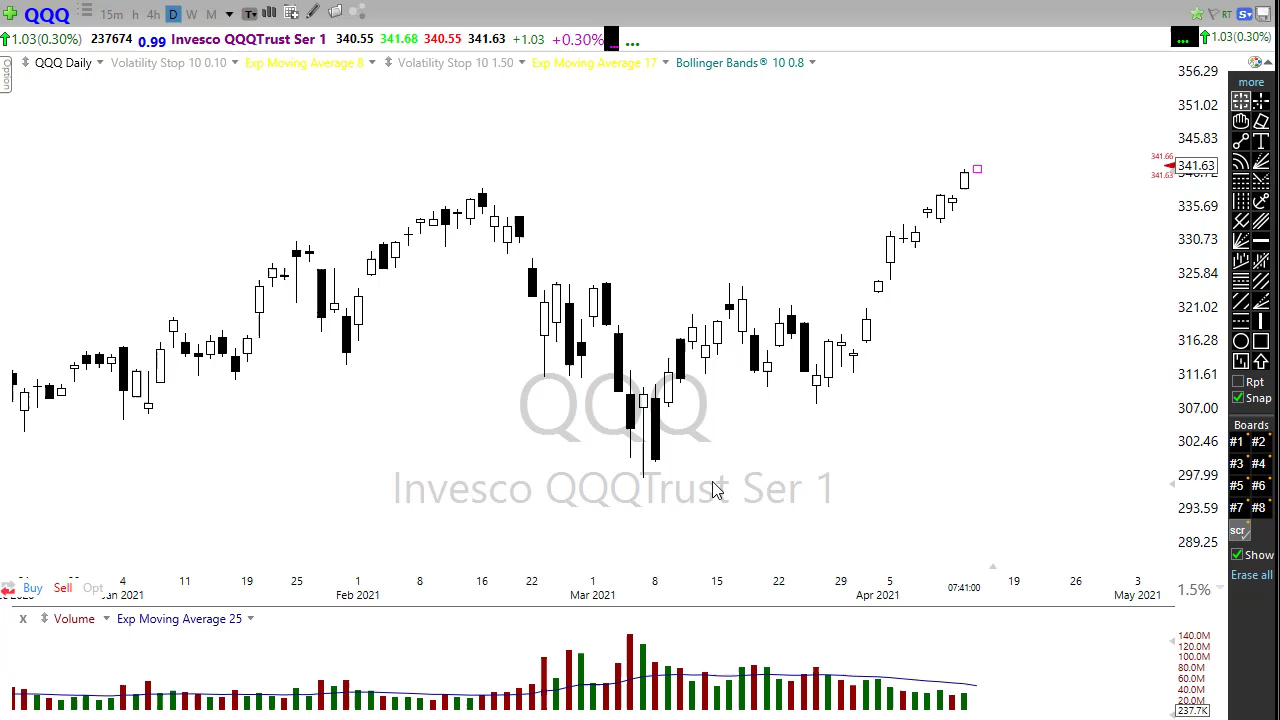 QQQ 15m h 4h D W M T RT S
1.03(0.30%) 237674 0.99 Invesco QQQTrust Ser 1 340.55 341.68 340.55 341.63 +1.03 +0.30% ... ... 1.03(0.30%)
Option QQQ Daily Volatility Stop 10 0.10 Exp Moving Average 8 Volatility Stop 10 1.50 Exp Moving Average 17 Bollinger Bands® 10 0.8
356.29
more
351.02
345.83
341.66
341.63
341.63
335.69
330.73
325.84
321.02
316.28
311.61
Rpt
Snap
307.00
Boards
302.46
#1 #2
#3 #4
297.99
#5 #6
293.59
#7 #8
scr
289.25
Show
Erase all
QQQ
Invesco QQQTrust Ser 1
4 11 19 25 1 8 16 22 1 8 15 22 29 5 07:41:00 19 26 3
Buy Sell Opt
Jan 2021 Feb 2021 Mar 2021 April 2021 May 2021
1.5%
x Volume Exp Moving Average 25
140.0M
120.0M
100.0M
80.0M
60.0M
40.0M
20.0M
237.7K